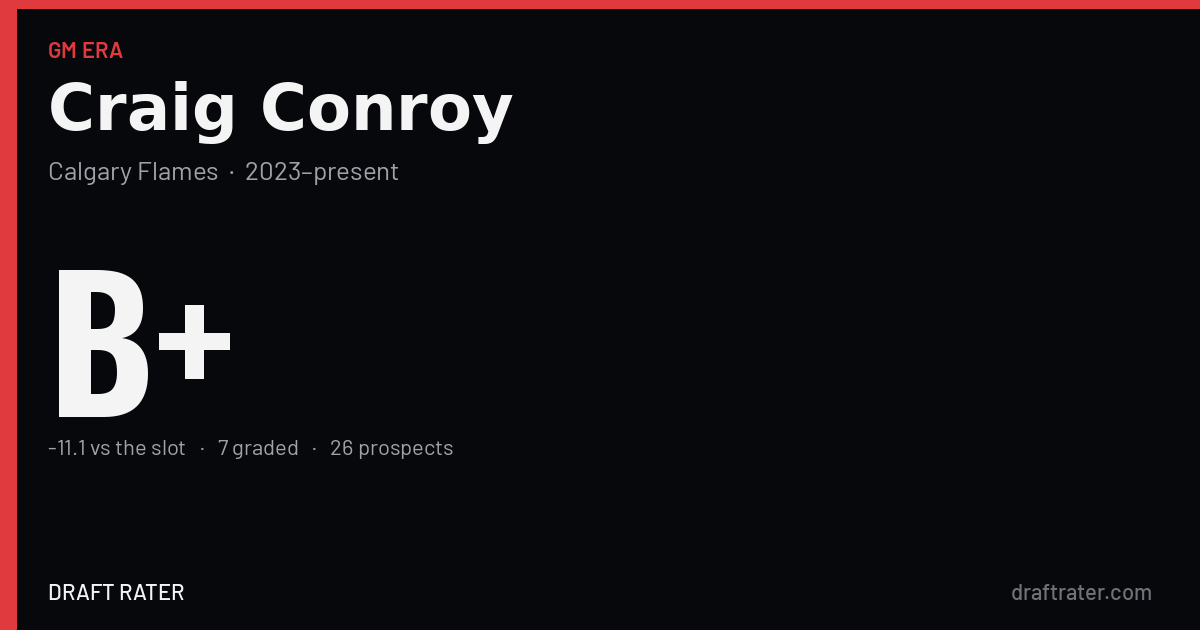 GM ERA
Craig Conroy
Calgary Flames · 2023–present
B+
-11.1 vs the slot · 7 graded · 26 prospects
DRAFT RATER
draftrater.com